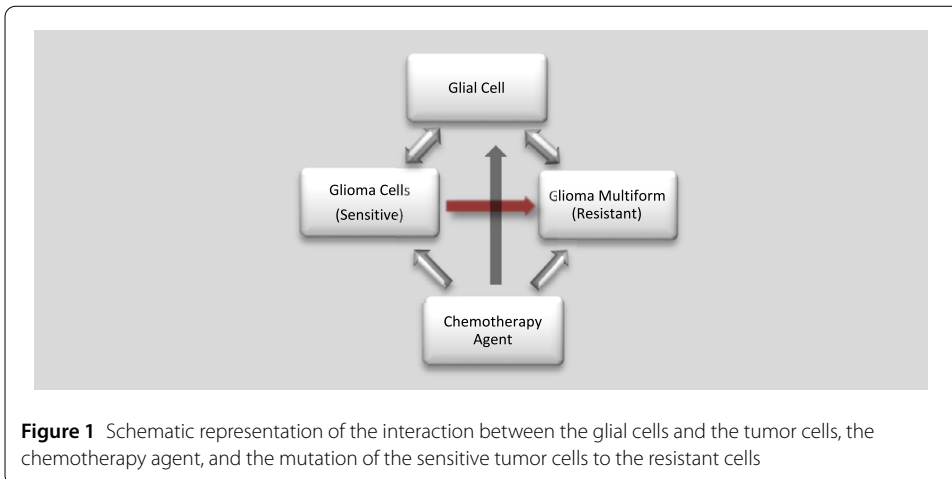 Glial Cell
Glioma Cells
(Sensitive)
Glioma Multiform
(Resistant)
Chemotherapy
Agent
Figure 1 Schematic representation of the interaction between the glial cells and the tumor cells, the
chemotherapy agent, and the mutation of the sensitive tumor cells to the resistant cells